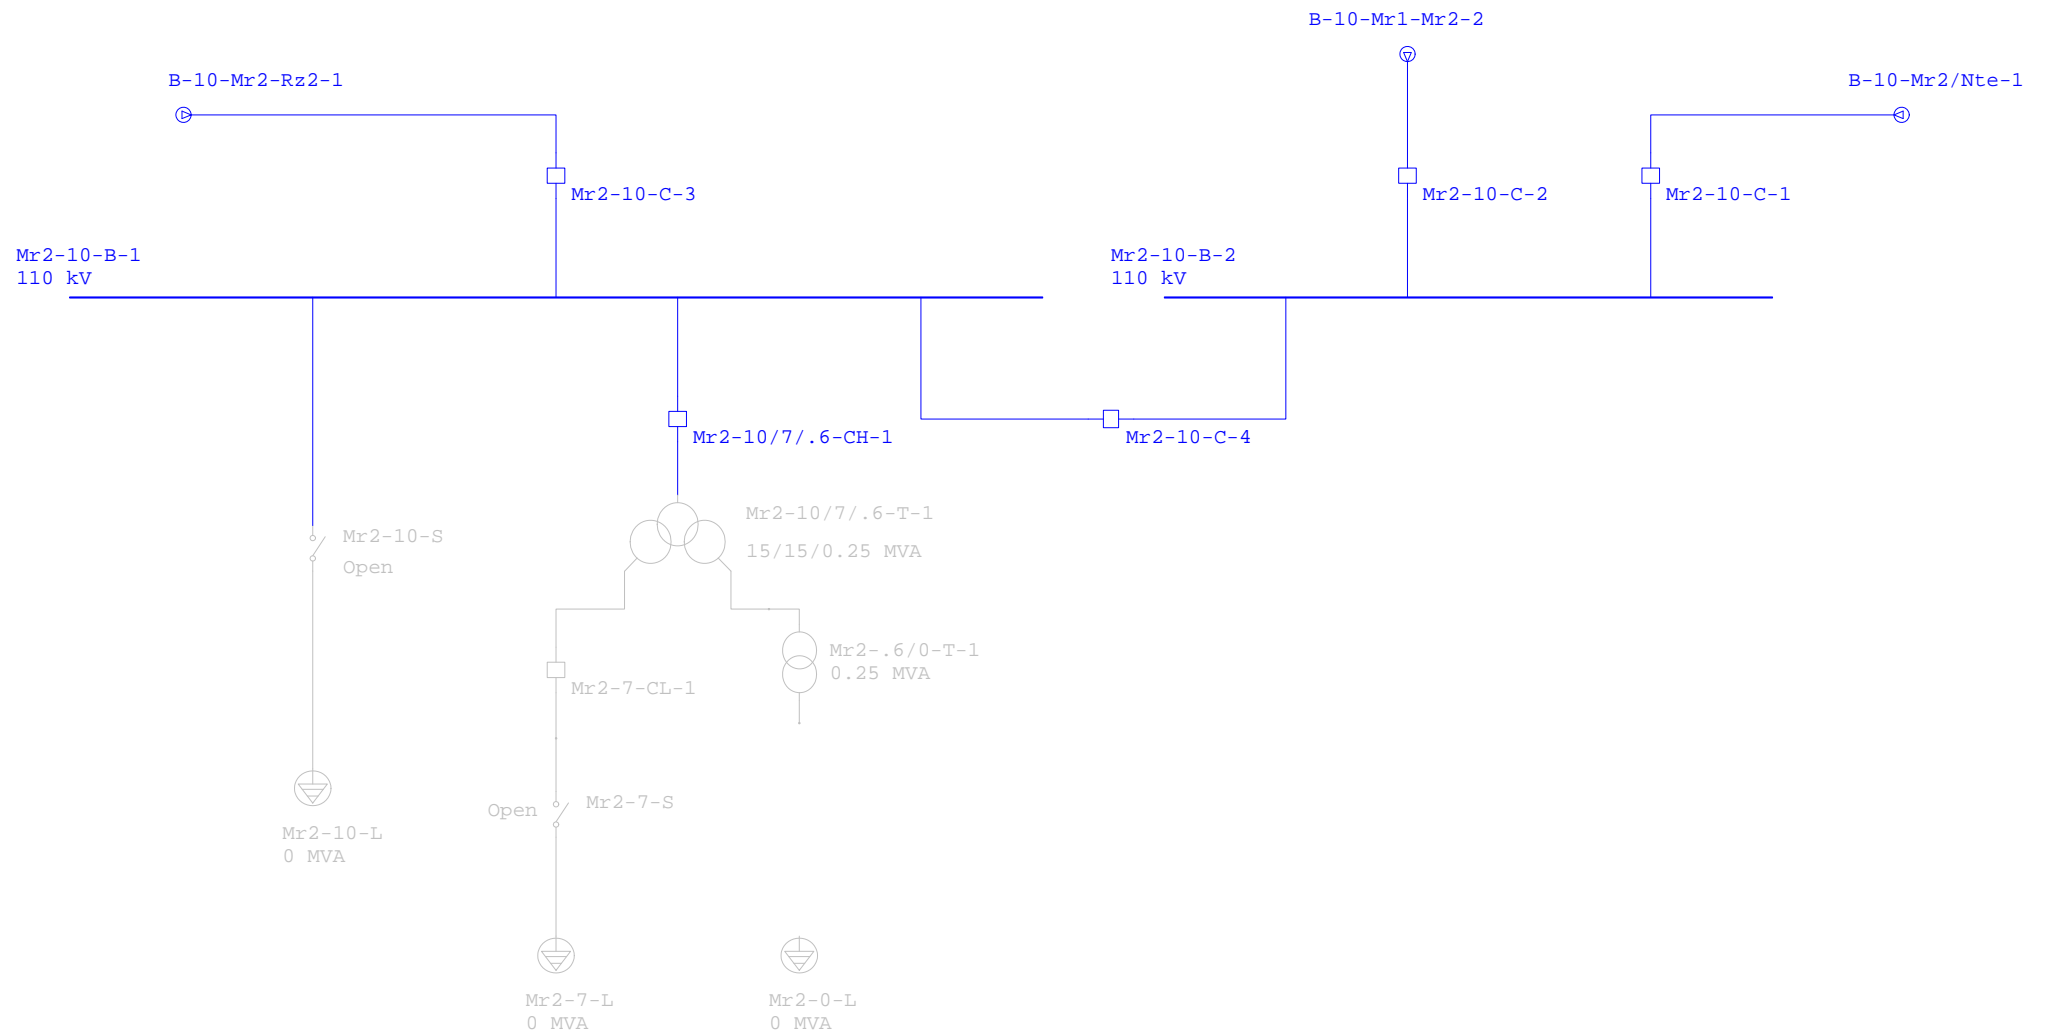 B-10-Mr1-Mr2-2
B-10-Mr2-Rz2-1
B-10-Mr2/Nte-1
Mr2-10-C-3
Mr2-10-C-2
Mr2-10-C-1
Mr2-10-B-1
110 kV
Mr2-10-B-2
110 kV
Mr2-10/7/.6-CH-1
Mr2-10-C-4
Mr2-10/7/.6-T-1
15/15/0.25 MVA
Mr2-10-S
Open
Mr2-.6/0-T-1
0.25 MVA
Mr2-7-CL-1
Open
Mr2-7-S
Mr2-10-L
0 MVA
Mr2-7-L
0 MVA
Mr2-0-L
0 MVA